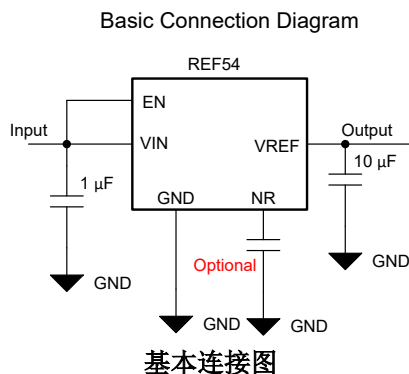 Basic Connection Diagram
REF54
EN
Input
VIN
VREF
Output
1 µF
10 µF
GND
NR
Optional
GND
GND
GND
GND
基本连接图